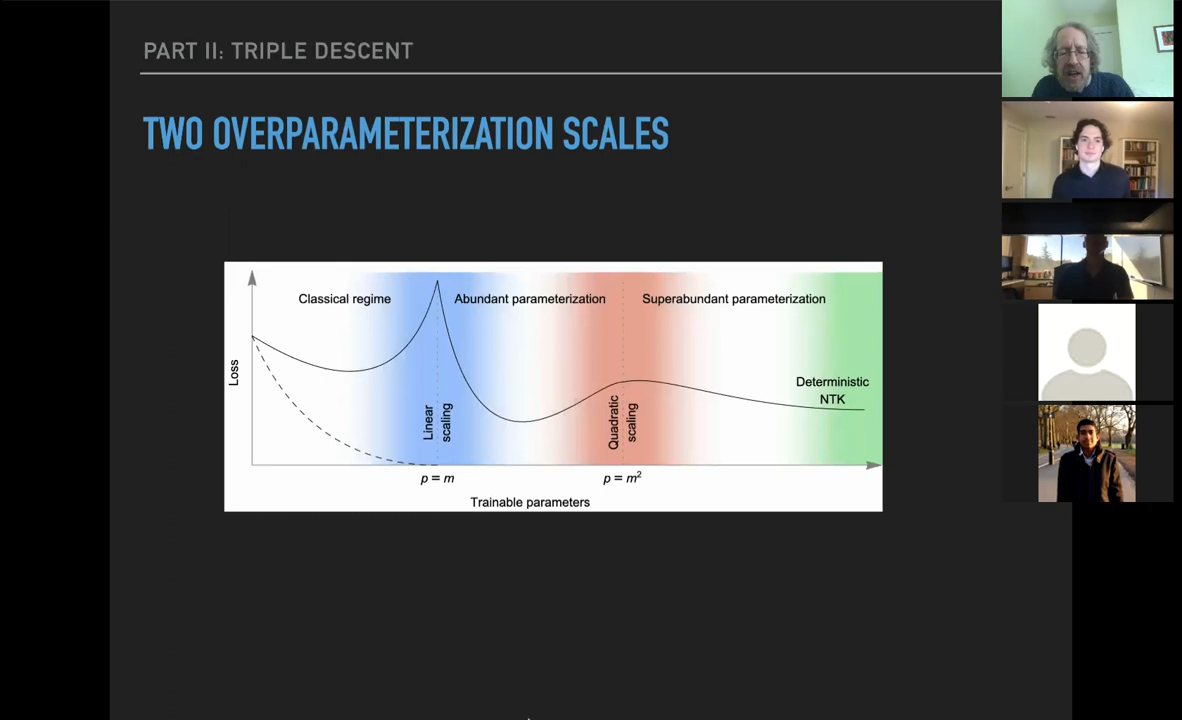 PART II: TRIPLE DESCENT
TWO OVERPARAMETERIZATION SCALES
Classical regime
Abundant parameterization
Superabundant parameterization
Loss
Linear
scaling
Quadratic
scaling
Deterministic
NTK
p = m
p = m²
Trainable parameters